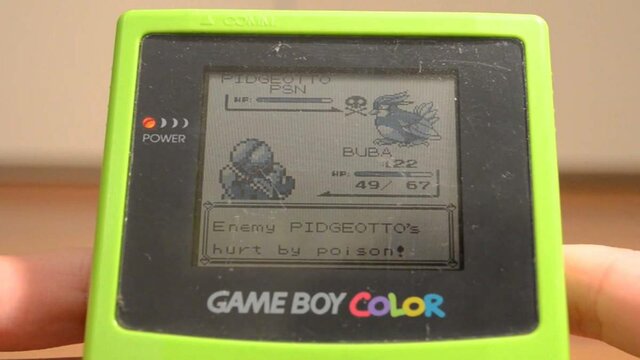 COMM.
PIDGEOTTO
PSN
HP:
POWER
BUBA
:L22
HP:
49/ 67
Enemy PIDGEOTTO's
hurt by poison!
GAME BOY COLOR